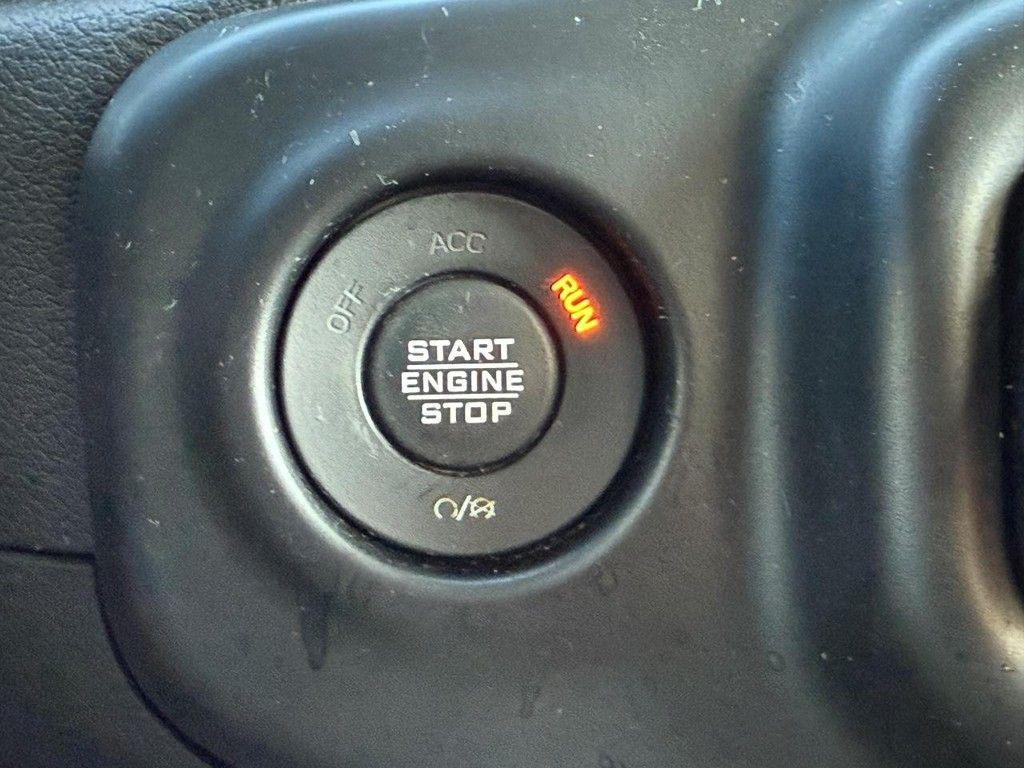 ACC
OFF
RUN
START
ENGINE
STOP